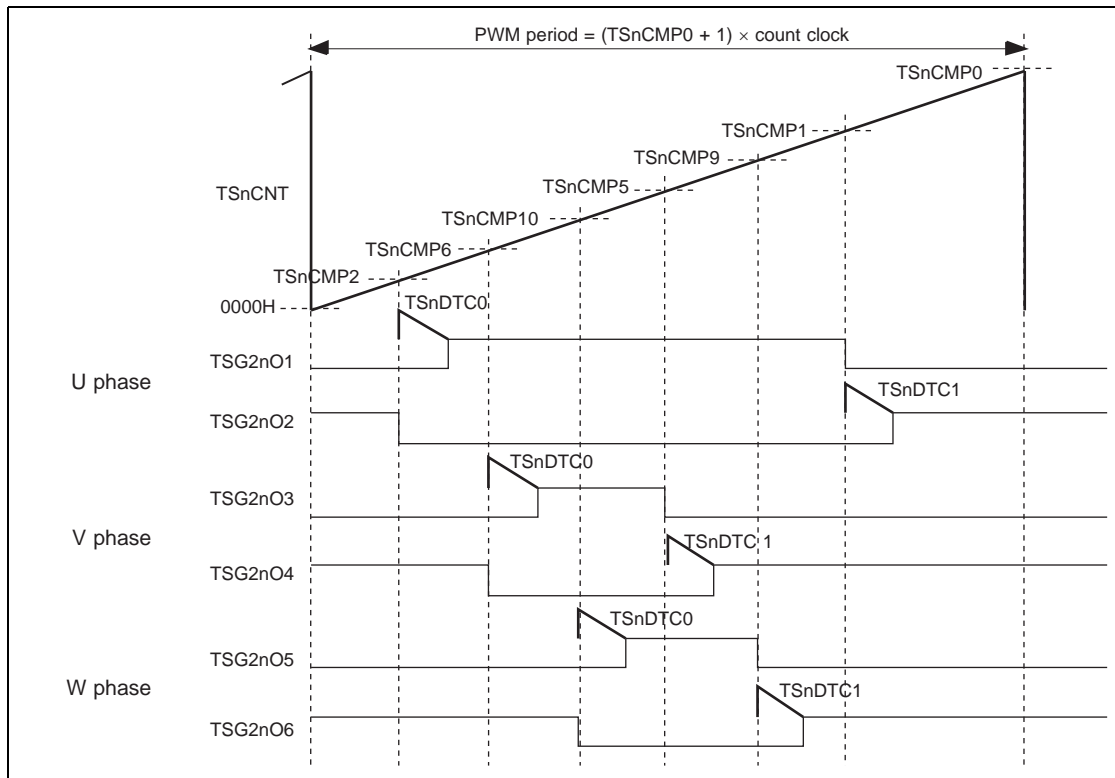 PWM period = (TSnCMP0 + 1) × count clock
TSnCMP0
TSnCMP1
TSnCMP9
TSnCMP5
TSnCNT
TSnCMP10
TSnCMP6
TSnCMP2
0000H
TSnDTC0
TSG2nO1
U phase
TSnDTC1
TSG2nO2
TSnDTC0
TSG2nO3
V phase
TSnDTC 1
TSG2nO4
TSnDTC0
TSG2nO5
W phase
TSnDTC1
TSG2nO6